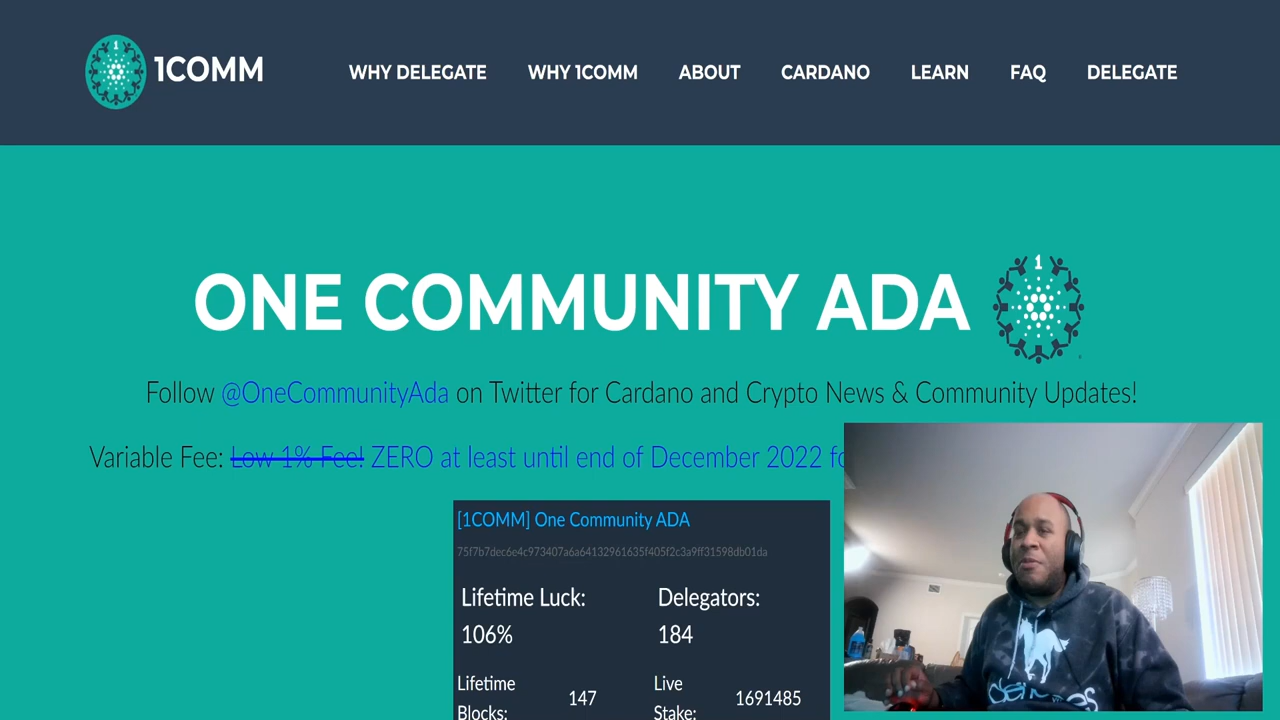 1COMM
WHY DELEGATE
WHY 1COMM
ABOUT
CARDANO
LEARN
FAQ
DELEGATE
ONE COMMUNITY ADA
1
Follow @OneCommunityAda on Twitter for Cardano and Crypto News & Community Updates!
Variable Fee: Low 1% Fee! ZERO at least until end of December 2022
[1COMM] One Community ADA
75f7b7dec6e4c973407a6a64132961635f405f2c3a9ff31598db01da
Lifetime Luck:
106%
Delegators:
184
Lifetime
Blocks:
147
Live
Stake:
1691485